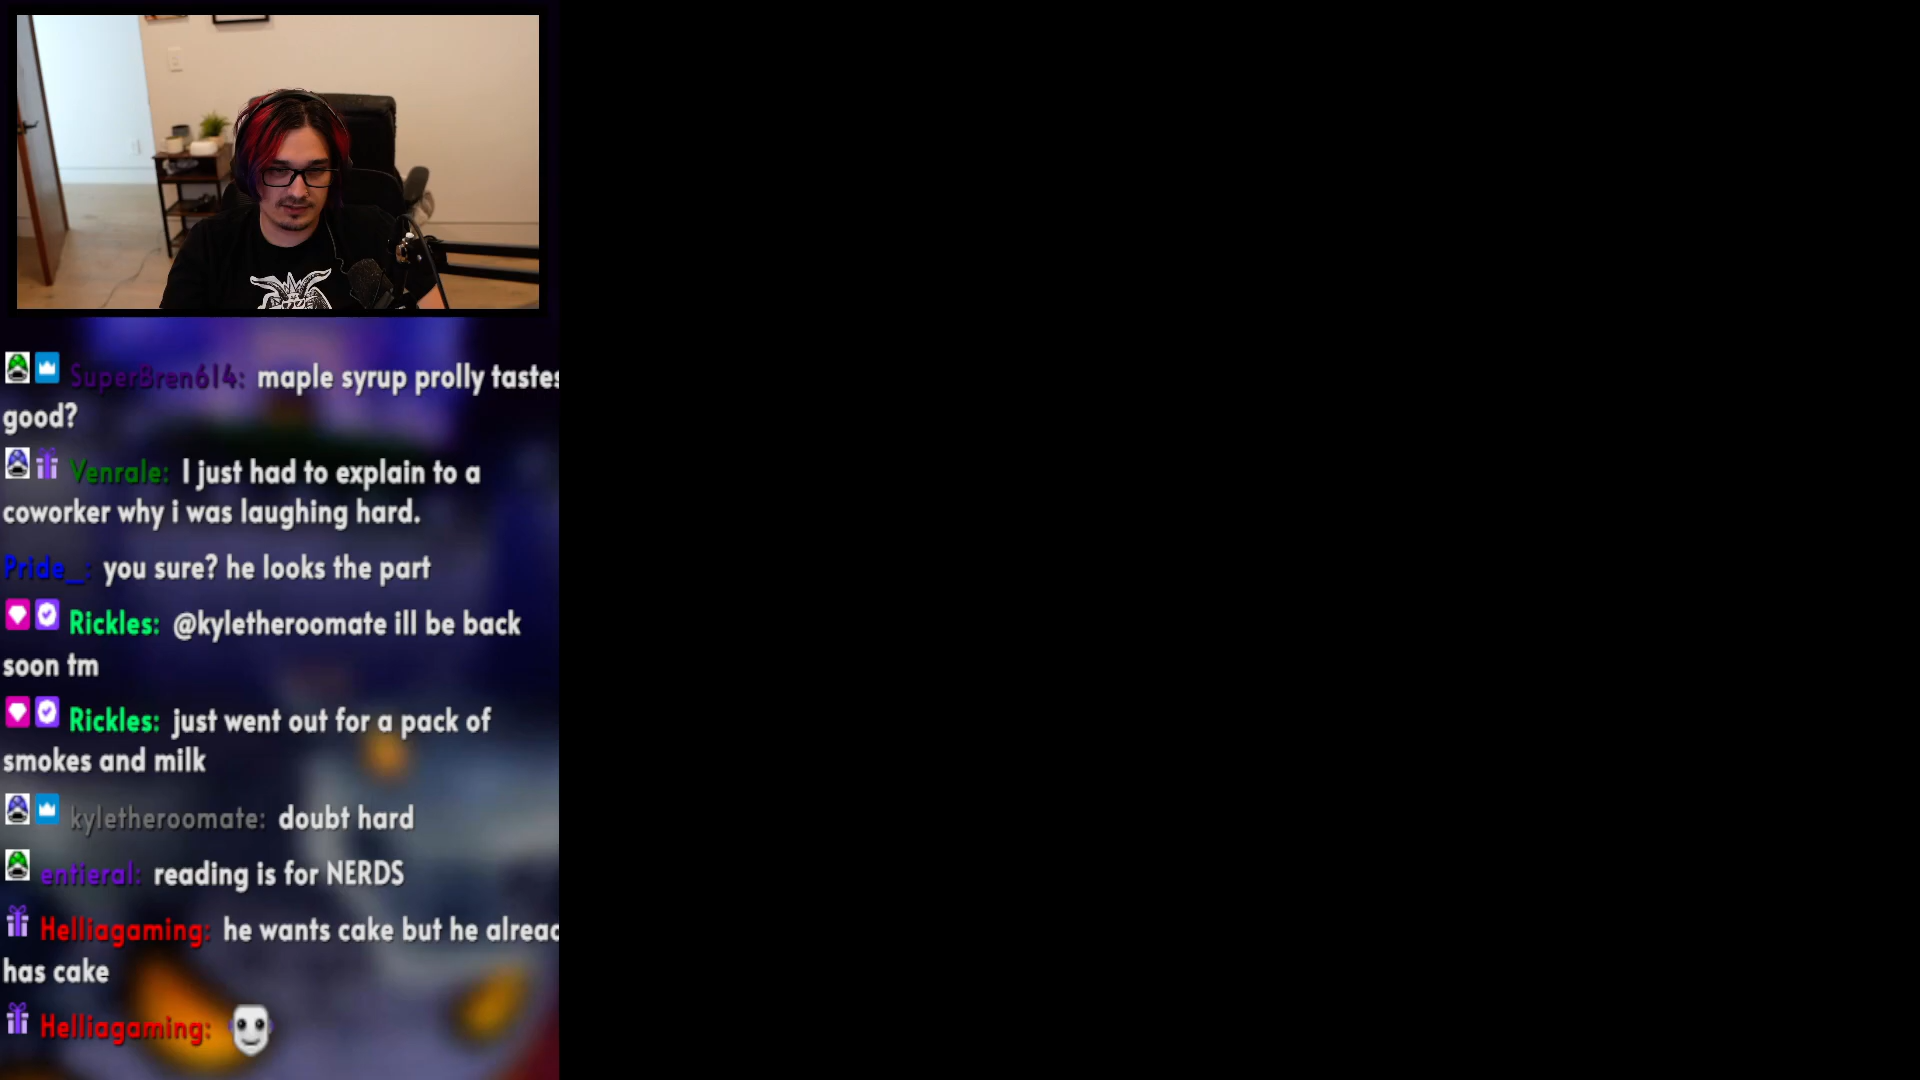 SuperBren614: maple syrup prolly tastes
good?
Venrale: I just had to explain to a
coworker why i was laughing hard.
Pride_: you sure? he looks the part
Rickles: @kyletheroomate ill be back
soon tm
Rickles: just went out for a pack of
smokes and milk
kyletheroomate: doubt hard
entieral: reading is for NERDS
Helliagaming: he wants cake but he alread
has cake
Helliagaming: